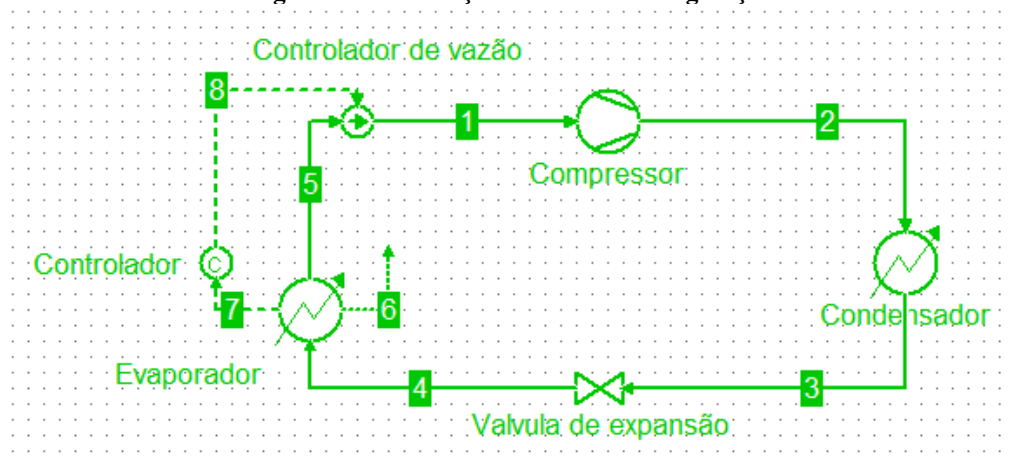 Controlador de vazão
8
1
2
Compressor
5
Controlador
C
7
6
Condensador
Evaporador
4
3
Valvula de expansão